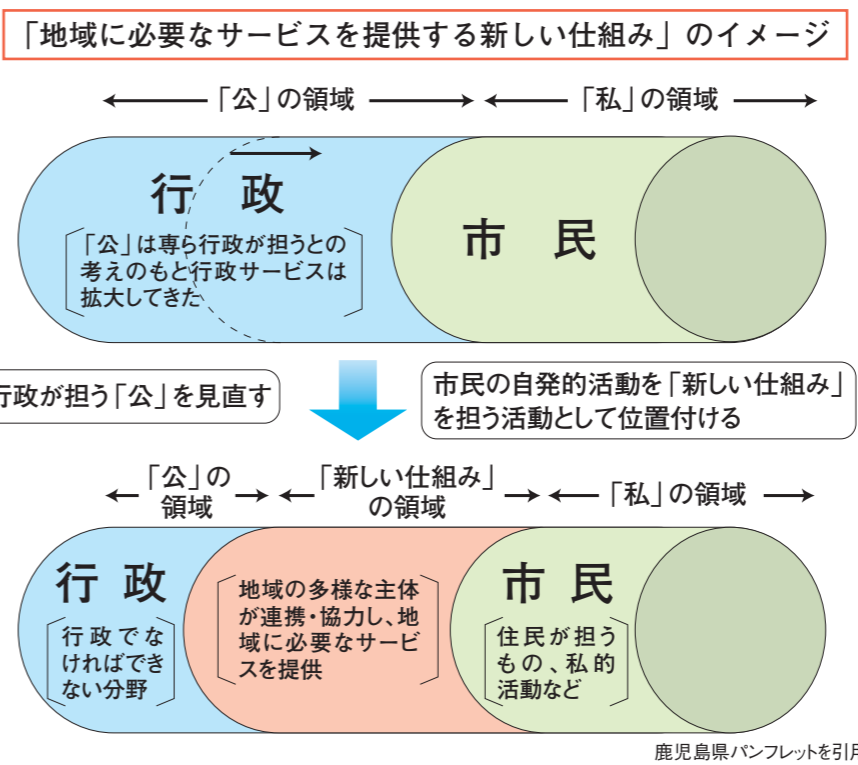 「地域に必要なサービスを提供する新しい仕組み」のイメージ
「公」の領域
「私」の領域
行 政
「公」は専ら行政が担うとの
考えのもと行政サービスは
拡大してきた
市 民
行政が担う「公」を見直す
市民の自発的活動を「新しい仕組み」
を担う活動として位置付ける
「公」の
領域
「新しい仕組み」
の領域
「私」の領域
行 政
行政でな
ければでき
ない分野
地域の多様な主体
が連携・協力し、地
域に必要なサービ
スを提供
市 民
住民が担う
もの、私的
活動など
鹿児島県パンフレットを引用